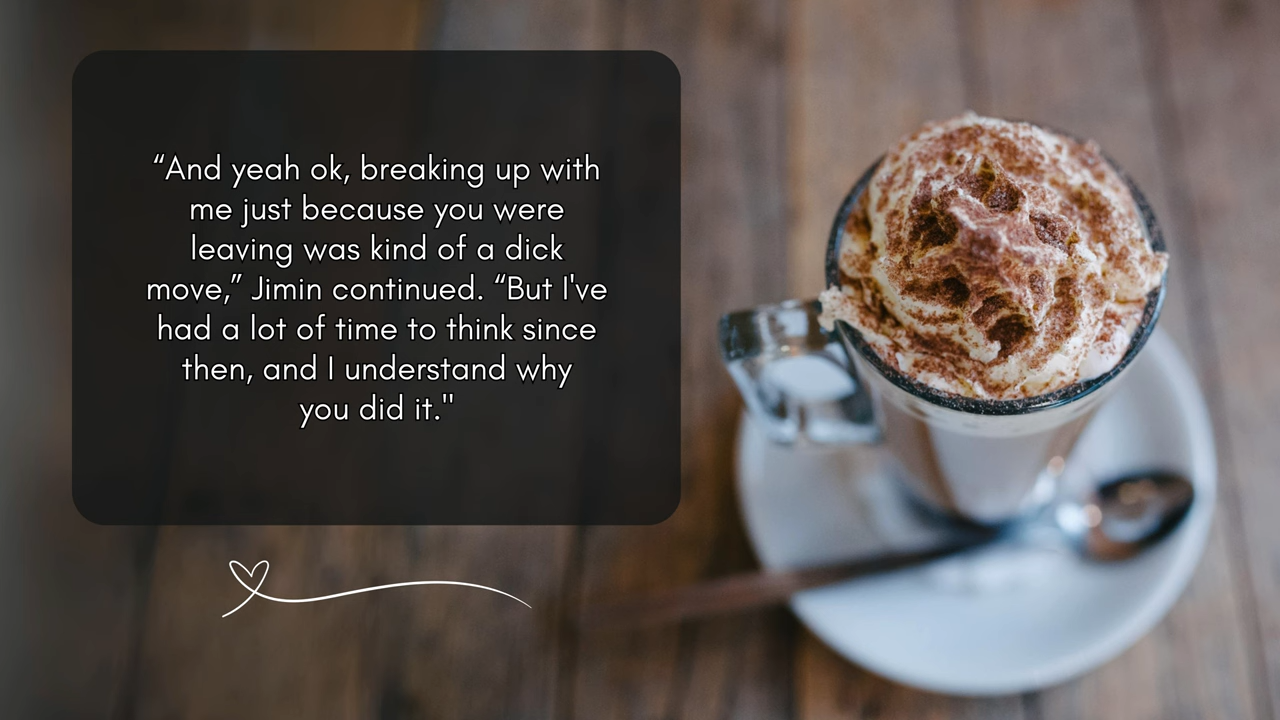 “And yeah ok, breaking up with
me just because you were
leaving was kind of a dick
move,” Jimin continued. “But I've
had a lot of time to think since
then, and I understand why
you did it."